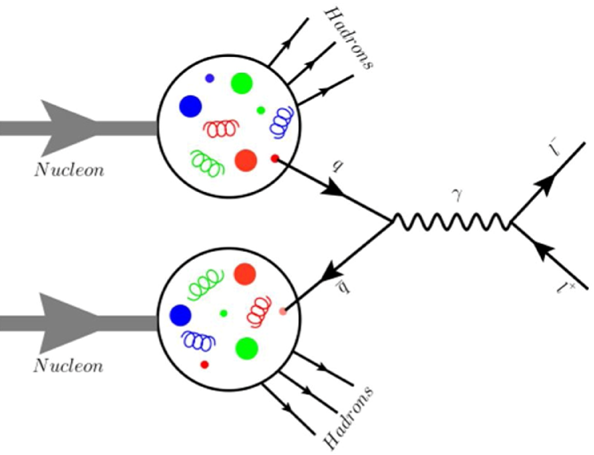 Hadrons
Nucleon
q
γ
l⁻
q̅
l⁺
Nucleon
Hadrons